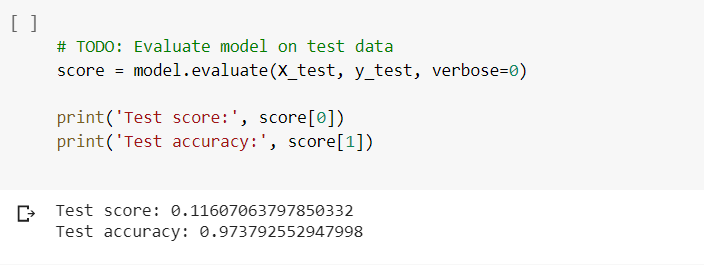 [ ]
# TODO: Evaluate model on test data
score = model.evaluate(X_test, y_test, verbose=0)
print('Test score:', score[0])
print('Test accuracy:', score[1])
Test score: 0.11607063797850332
Test accuracy: 0.973792552947998